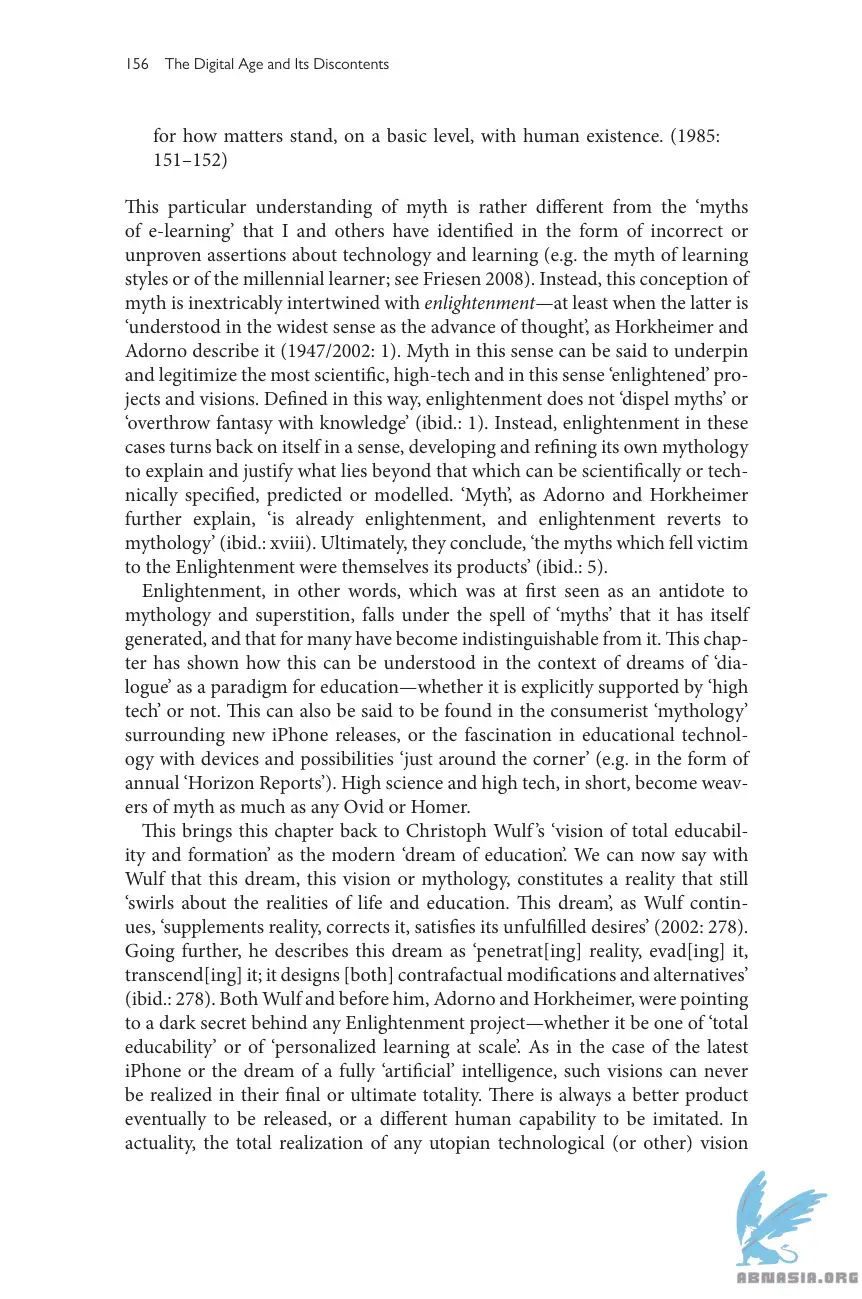 156 The Digital Age and Its Discontents
for how matters stand, on a basic level, with human existence. (1985:
151–152)
This particular understanding of myth is rather different from the ‘myths
of e-learning’ that I and others have identified in the form of incorrect or
unproven assertions about technology and learning (e.g. the myth of learning
styles or of the millennial learner; see Friesen 2008). Instead, this conception of
myth is inextricably intertwined with enlightenment—at least when the latter is
‘understood in the widest sense as the advance of thought’, as Horkheimer and
Adorno describe it (1947/2002: 1). Myth in this sense can be said to underpin
and legitimize the most scientific, high-tech and in this sense ‘enlightened’ pro-
jects and visions. Defined in this way, enlightenment does not ‘dispel myths’ or
‘overthrow fantasy with knowledge’ (ibid.: 1). Instead, enlightenment in these
cases turns back on itself in a sense, developing and refining its own mythology
to explain and justify what lies beyond that which can be scientifically or tech-
nically specified, predicted or modelled. ‘Myth’, as Adorno and Horkheimer
further explain, ‘is already enlightenment, and enlightenment reverts to
mythology’ (ibid.: xviii). Ultimately, they conclude, ‘the myths which fell victim
to the Enlightenment were themselves its products’ (ibid.: 5).
Enlightenment, in other words, which was at first seen as an antidote to
mythology and superstition, falls under the spell of ‘myths’ that it has itself
generated, and that for many have become indistinguishable from it. This chap-
ter has shown how this can be understood in the context of dreams of ‘dia-
logue’ as a paradigm for education—whether it is explicitly supported by ‘high
tech’ or not. This can also be said to be found in the consumerist ‘mythology’
surrounding new iPhone releases, or the fascination in educational technol-
ogy with devices and possibilities ‘just around the corner’ (e.g. in the form of
annual ‘Horizon Reports’). High science and high tech, in short, become weav-
ers of myth as much as any Ovid or Homer.
This brings this chapter back to Christoph Wulf’s ‘vision of total educabil-
ity and formation’ as the modern ‘dream of education’. We can now say with
Wulf that this dream, this vision or mythology, constitutes a reality that still
‘swirls about the realities of life and education. This dream’, as Wulf contin-
ues, ‘supplements reality, corrects it, satisfies its unfulfilled desires’ (2002: 278).
Going further, he describes this dream as ‘penetrat[ing] reality, evad[ing] it,
transcend[ing] it; it designs [both] contrafactual modifications and alternatives’
(ibid.: 278). Both Wulf and before him, Adorno and Horkheimer, were pointing
to a dark secret behind any Enlightenment project—whether it be one of ‘total
educability’ or of ‘personalized learning at scale’. As in the case of the latest
iPhone or the dream of a fully ‘artificial’ intelligence, such visions can never
be realized in their final or ultimate totality. There is always a better product
eventually to be released, or a different human capability to be imitated. In
actuality, the total realization of any utopian technological (or other) vision
ABNASIA.ORG